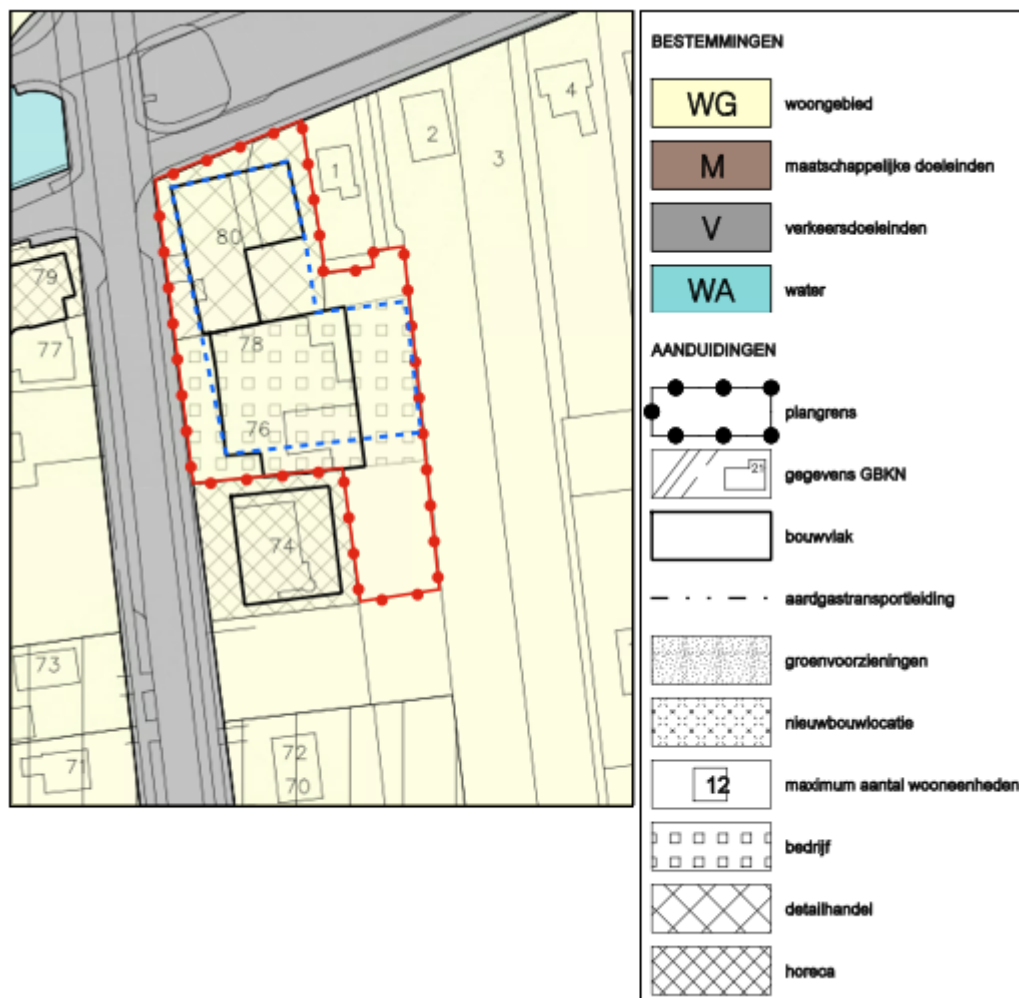 4
2
3
1
80
79
77
78
76
74
73
72
71
70
BESTEMMINGEN
WG woongebied
M maatschappelijke doeleinden
V verkeersdoeleinden
WA water
AANDUIDINGEN
plangrens
21 gegevens GBKN
bouwvlak
aardgastransportleiding
groenvoorzieningen
nieuwbouwlocatie
12 maximum aantal wooneenheden
bedrijf
detailhandel
horeca